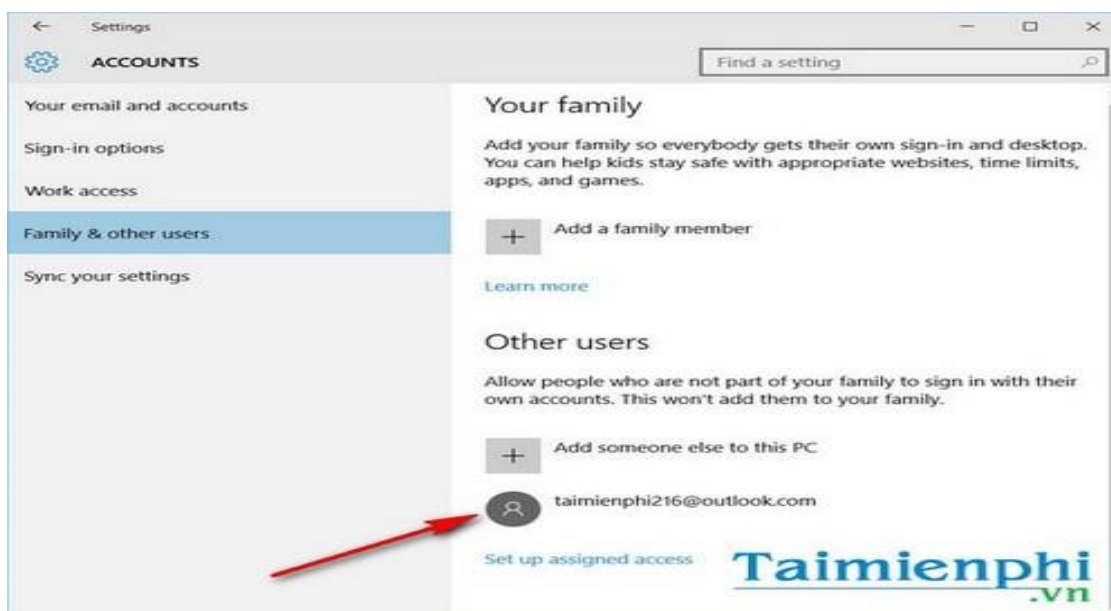 Settings
ACCOUNTS
Find a setting
Your email and accounts
Sign-in options
Work access
Family & other users
Sync your settings
Your family
Add your family so everybody gets their own sign-in and desktop.
You can help kids stay safe with appropriate websites, time limits,
apps, and games.
Add a family member
Learn more
Other users
Allow people who are not part of your family to sign in with their
own accounts. This won't add them to your family.
Add someone else to this PC
taimienphi216@outlook.com
Set up assigned access
Taimienphi
.vn